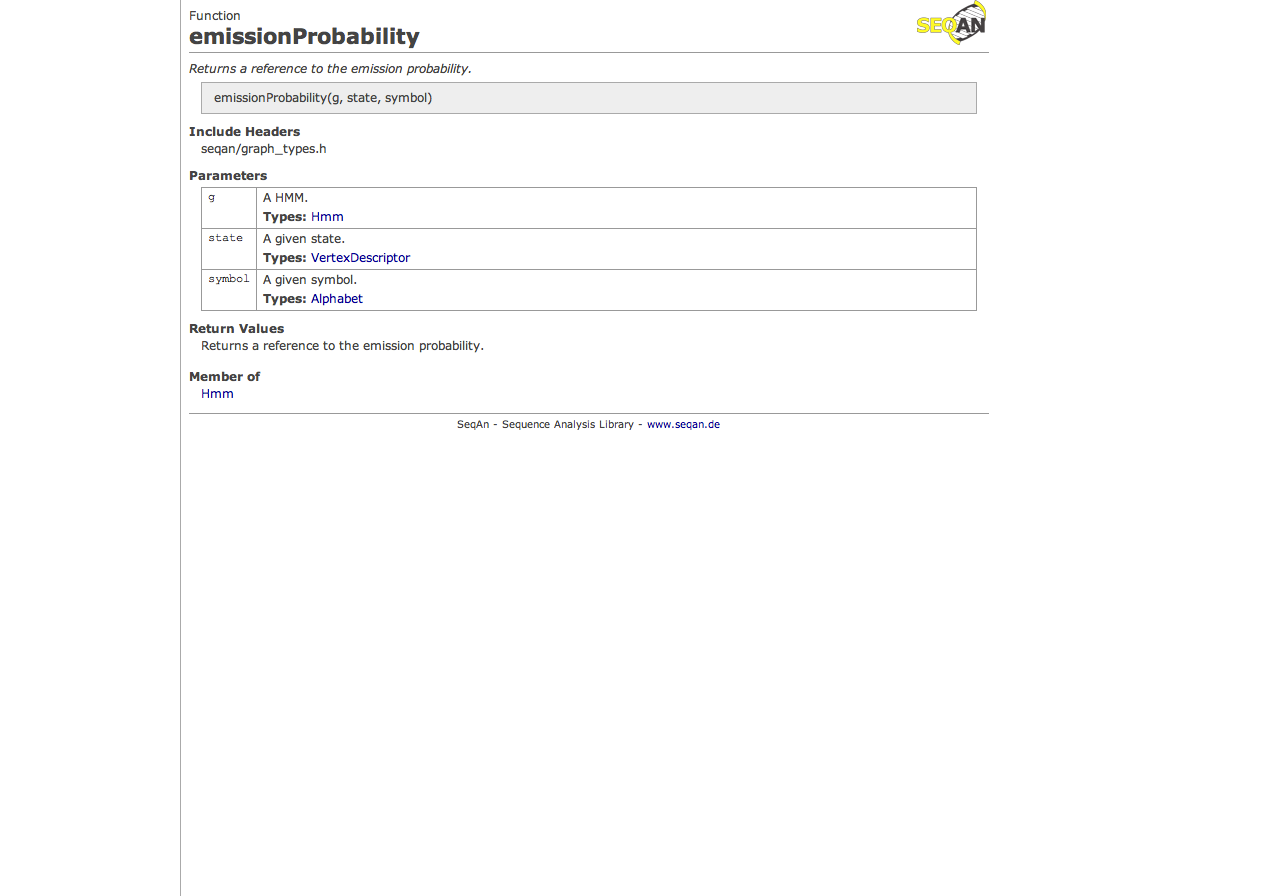 Function
SEQAN
emissionProbability
Returns a reference to the emission probability.
emissionProbability(g, state, symbol)
Include Headers
seqan/graph_types.h
Parameters
g A HMM.
Types: Hmm
state A given state.
Types: VertexDescriptor
symbol A given symbol.
Types: Alphabet
Return Values
Returns a reference to the emission probability.
Member of
Hmm
SeqAn - Sequence Analysis Library - www.seqan.de